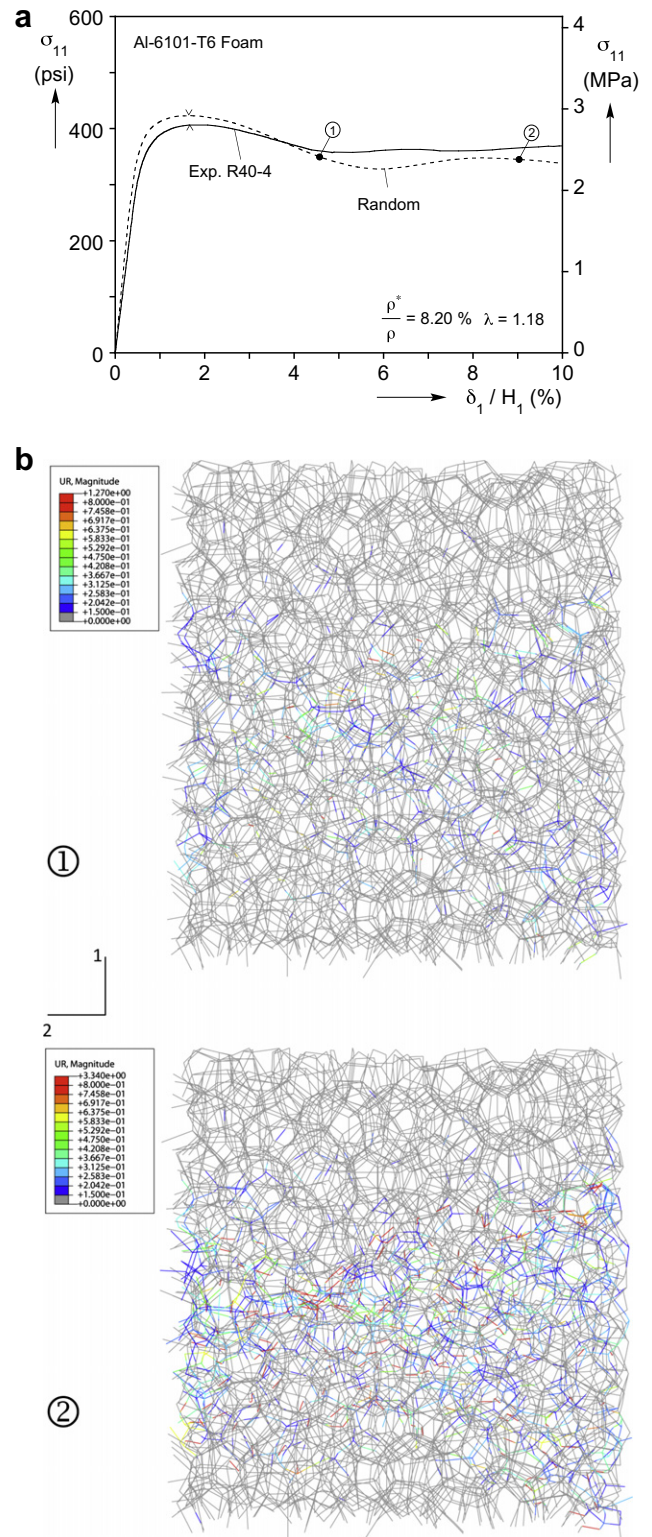 a
600
4
σ11
(psi)
Al-6101-T6 Foam
σ11
(MPa)
3
①
②
400
Exp. R40-4
2
Random
200
1
ρ*
ρ
= 8.20 % λ = 1.18
0
0
0
2
4
6
8
10
δ1 / H1 (%)
b
UR, Magnitude
+1.270e+00
+8.000e−01
+7.458e−01
+6.917e−01
+6.375e−01
+5.833e−01
+5.292e−01
+4.750e−01
+4.208e−01
+3.667e−01
+3.125e−01
+2.583e−01
+2.042e−01
+1.500e−01
+0.000e+00
①
1
2
UR, Magnitude
+3.340e+00
+8.000e−01
+7.458e−01
+6.917e−01
+6.375e−01
+5.833e−01
+5.292e−01
+4.750e−01
+4.208e−01
+3.667e−01
+3.125e−01
+2.583e−01
+2.042e−01
+1.500e−01
+0.000e+00
②